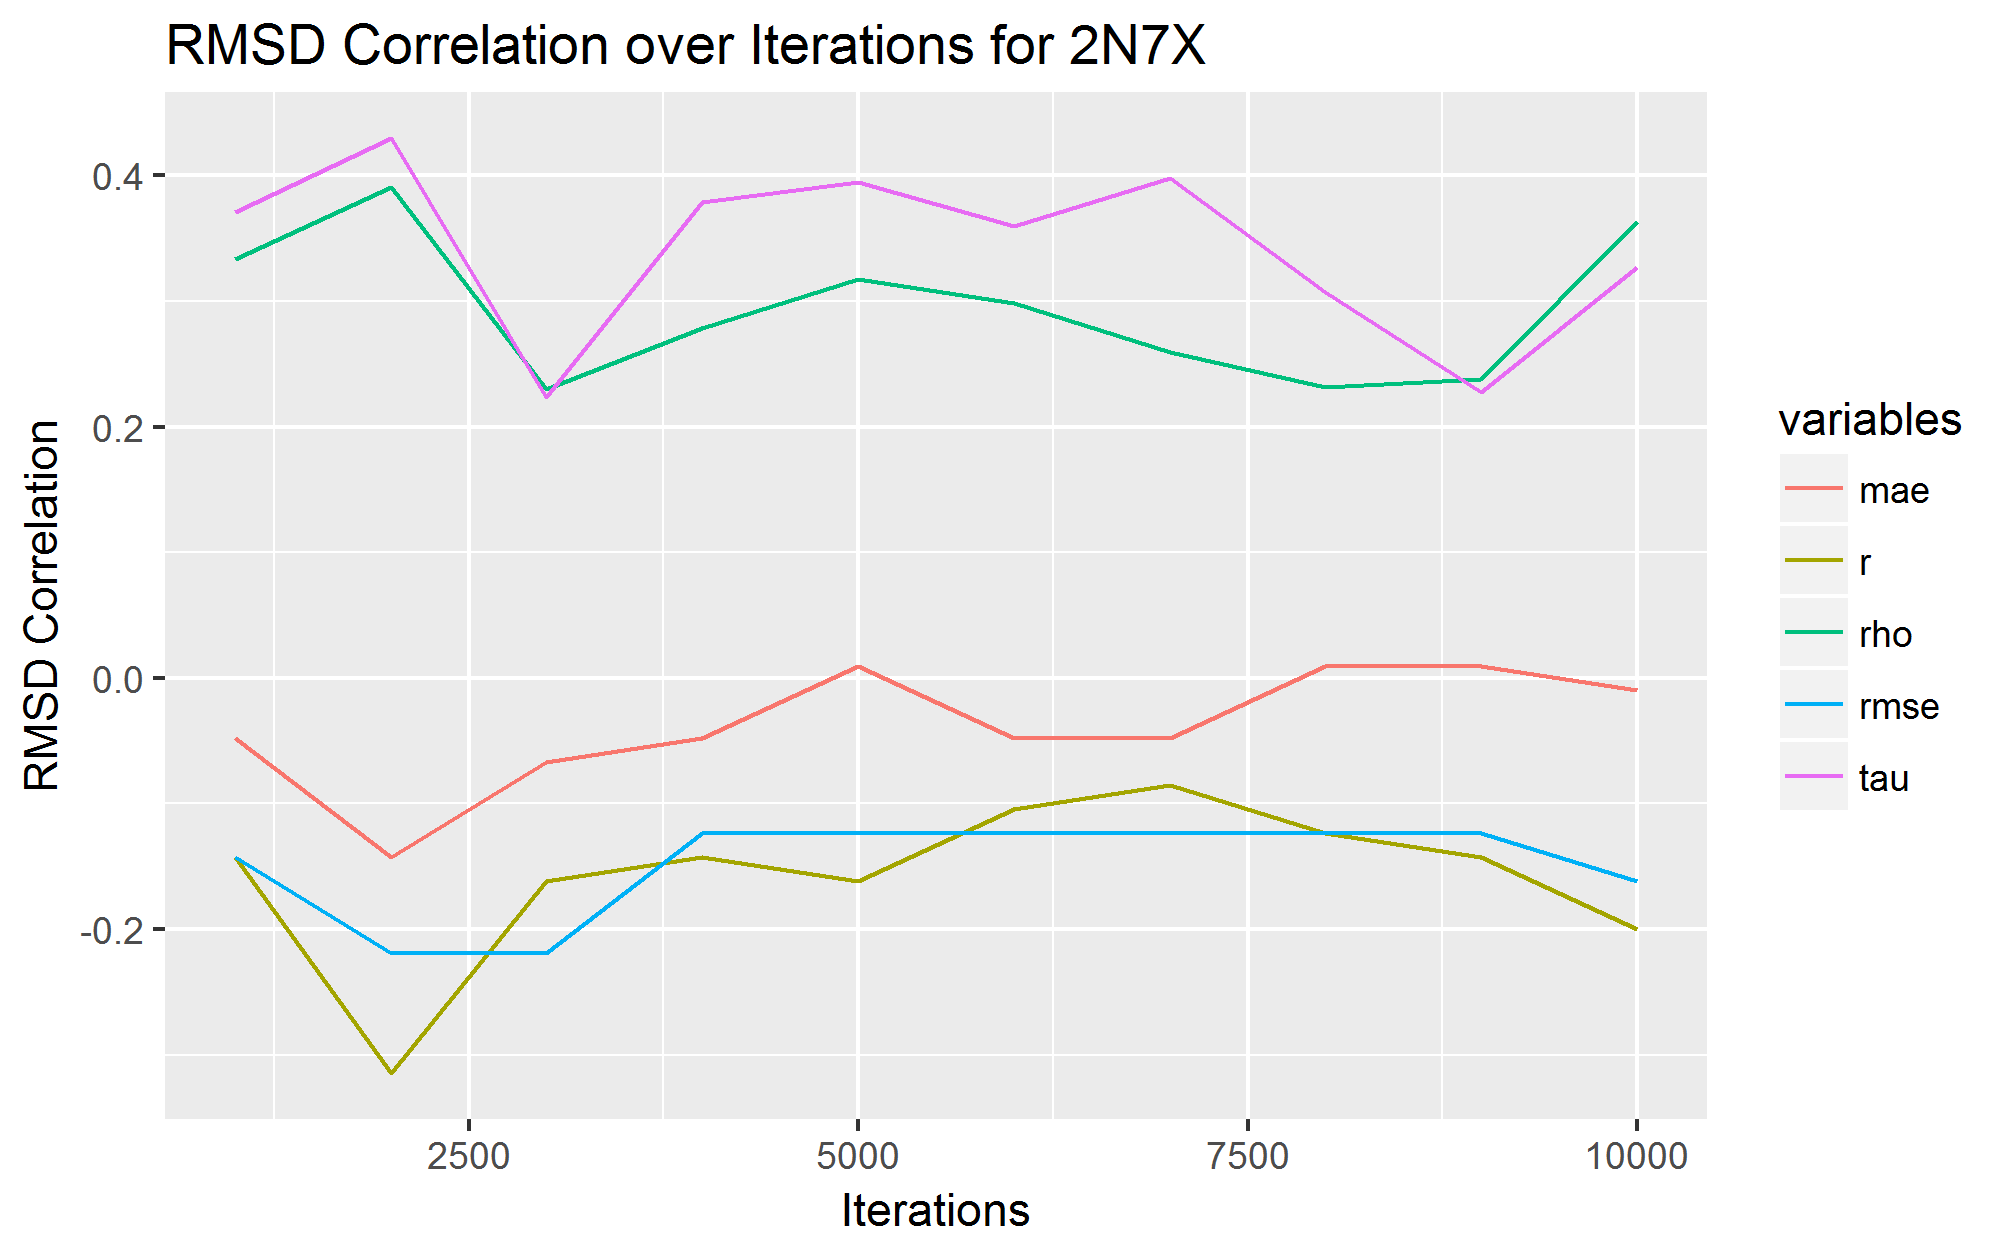 RMSD Correlation over Iterations for 2N7X
RMSD Correlation
0.4
0.2
0.0
-0.2
2500 5000 7500 10000
Iterations
variables
mae
r
rho
rmse
tau